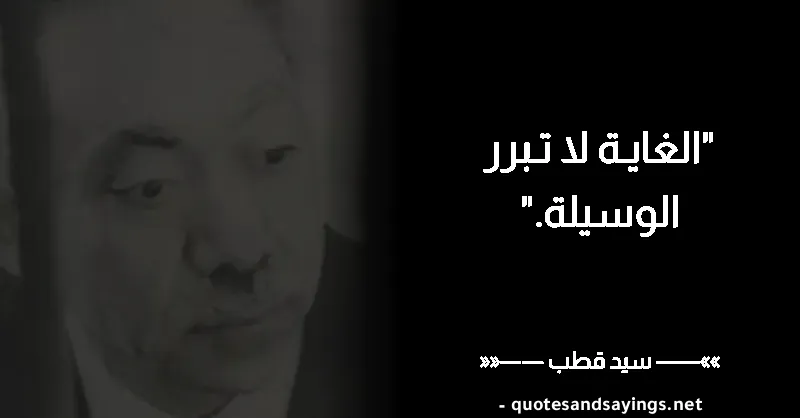 "الغاية لا تبرر
الوسيلة."
»»—— سيد قطب ——««
- quotesandsayings.net